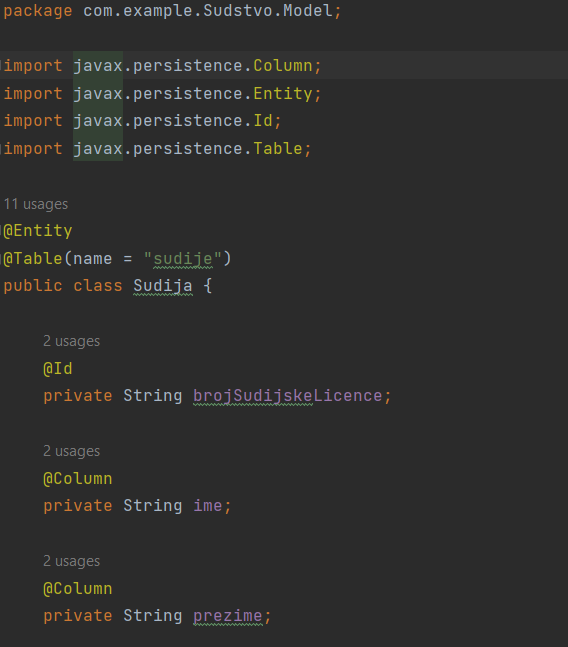 package com.example.Sudstvo.Model;
import javax.persistence.Column;
import javax.persistence.Entity;
import javax.persistence.Id;
import javax.persistence.Table;
11 usages
@Entity
@Table(name = "sudije")
public class Sudija {
2 usages
@Id
private String brojSudijskeLicence;
2 usages
@Column
private String ime;
2 usages
@Column
private String prezime;